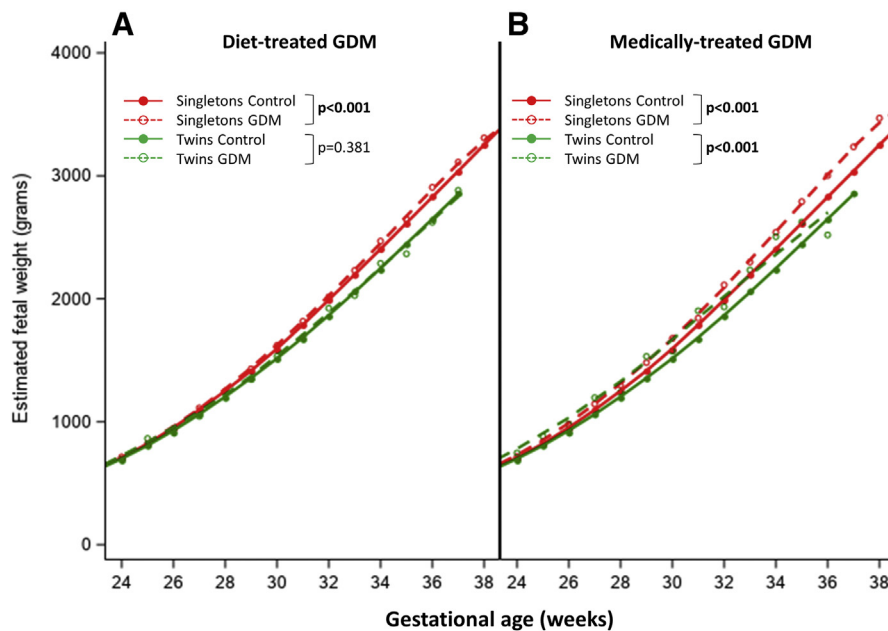 A
B
Diet-treated GDM
Medically-treated GDM
Singletons Control
Singletons GDM
p<0.001
Twins Control
Twins GDM
p=0.381
Singletons Control
Singletons GDM
p<0.001
Twins Control
Twins GDM
p<0.001
Estimated fetal weight (grams)
4000
3000
2000
1000
0
24 26 28 30 32 34 36 38
24 26 28 30 32 34 36 38
Gestational age (weeks)